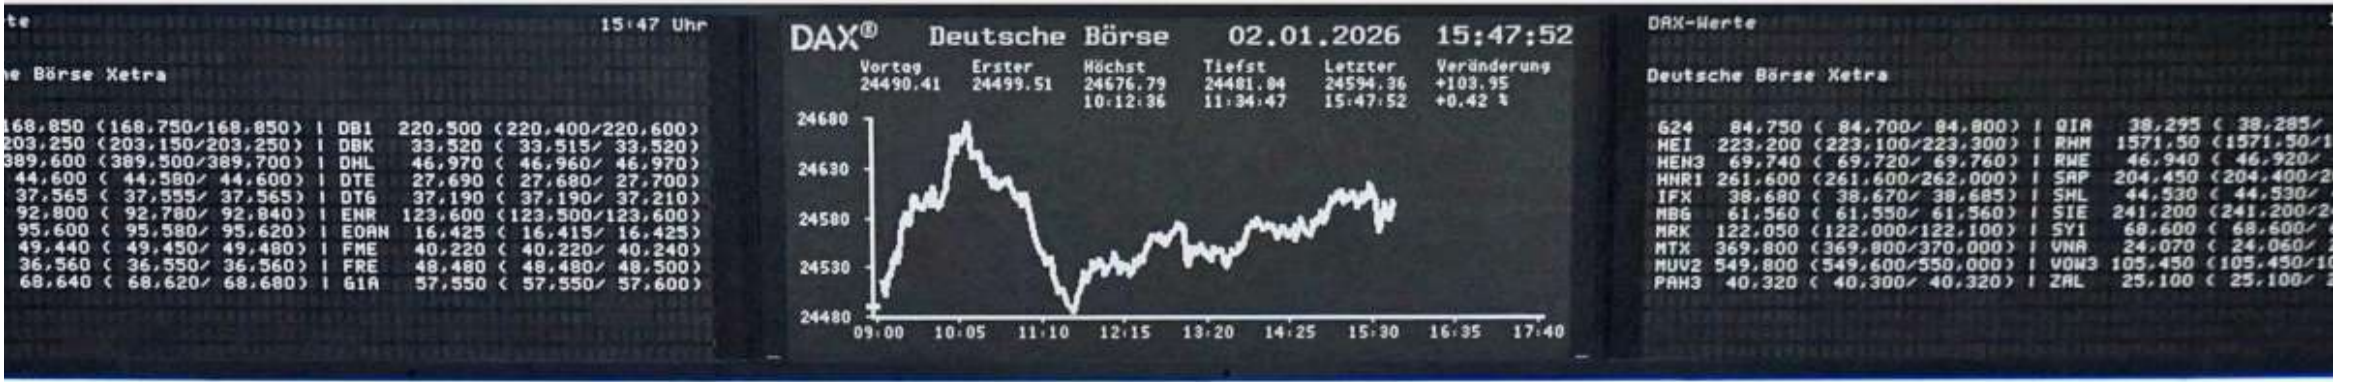 te 15:47 Uhr
e Börse Xetra
168,850 (168,750/168,850) | DB1 220,500 (220,400/220,600)
203,250 (203,150/203,250) | DBK 33,520 ( 33,515/ 33,520)
389,600 (389,500/389,700) | DHL 46,970 ( 46,960/ 46,970)
44,600 ( 44,580/ 44,600) | DTE 27,690 ( 27,680/ 27,700)
37,565 ( 37,555/ 37,565) | DTG 37,190 ( 37,190/ 37,210)
92,800 ( 92,780/ 92,840) | ENR 123,600 (123,500/123,600)
95,600 ( 95,580/ 95,620) | EOAN 16,425 ( 16,415/ 16,425)
49,440 ( 49,450/ 49,480) | FME 40,220 ( 40,220/ 40,240)
36,560 ( 36,550/ 36,560) | FRE 48,480 ( 48,480/ 48,500)
68,640 ( 68,620/ 68,680) | G1A 57,550 ( 57,550/ 57,600)
DAX® Deutsche Börse 02.01.2026 15:47:52
Vortag Erster Höchst Tiefst Letzter Veränderung
24490.41 24499.51 24676.79 24481.84 24594.36 +103.95
10:12:36 11:34:47 15:47:52 +0.42 %
24680
24630
24580
24530
24480
09:00 10:05 11:10 12:15 13:20 14:25 15:30 16:35 17:40
DAX-Werte
Deutsche Börse Xetra
G24 84,750 ( 84,700/ 84,800) | QIA 38,295 ( 38,285/
HEI 223,200 (223,100/223,300) | RHM 1571,50 (1571,50/1
HEN3 69,740 ( 69,720/ 69,760) | RWE 46,940 ( 46,920/
HNR1 261,600 (261,600/262,000) | SAP 204,450 (204,400/2
IFX 38,680 ( 38,670/ 38,685) | SHL 44,530 ( 44,530/
MBG 61,560 ( 61,550/ 61,560) | SIE 241,200 (241,200/2
MRK 122,050 (122,000/122,100) | SY1 68,600 ( 68,600/
MTX 369,800 (369,800/370,000) | VNA 24,070 ( 24,060/ 2
MUV2 549,800 (549,600/550,000) | VOW3 105,450 (105,450/10
PAH3 40,320 ( 40,300/ 40,320) | ZAL 25,100 ( 25,100/ 2